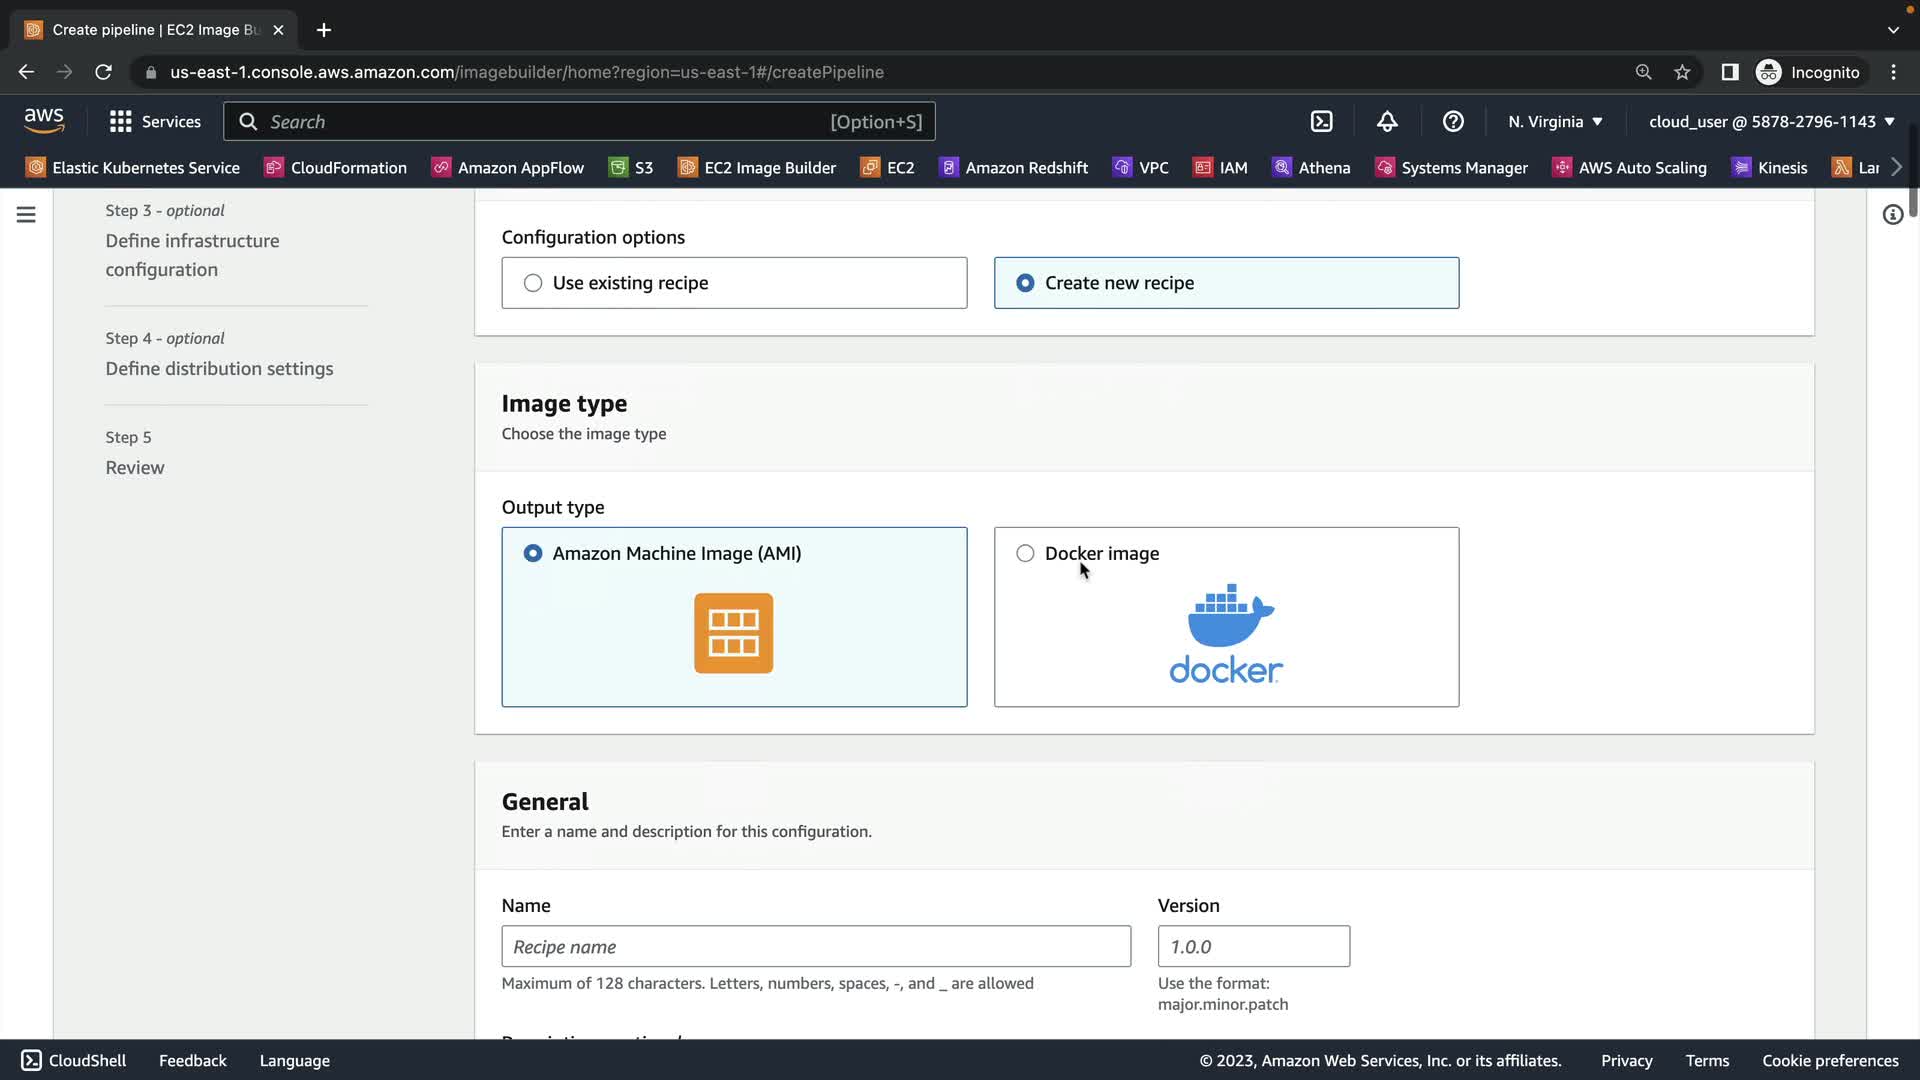 Create pipeline | EC2 Image Bu
us-east-1.console.aws.amazon.com/imagebuilder/home?region=us-east-1#/createPipeline
Incognito
aws
Services
Search
[Option+S]
N. Virginia
cloud_user @ 5878-2796-1143
Elastic Kubernetes Service
CloudFormation
Amazon AppFlow
S3
EC2 Image Builder
EC2
Amazon Redshift
VPC
IAM
Athena
Systems Manager
AWS Auto Scaling
Kinesis
Lar
Step 3 - optional
Define infrastructure
configuration
Step 4 - optional
Define distribution settings
Step 5
Review
Configuration options
Use existing recipe
Create new recipe
Image type
Choose the image type
Output type
Amazon Machine Image (AMI)
Docker image
docker
General
Enter a name and description for this configuration.
Name
Version
Recipe name
1.0.0
Maximum of 128 characters. Letters, numbers, spaces, -, and _ are allowed
Use the format:
major.minor.patch
CloudShell
Feedback
Language
© 2023, Amazon Web Services, Inc. or its affiliates.
Privacy
Terms
Cookie preferences